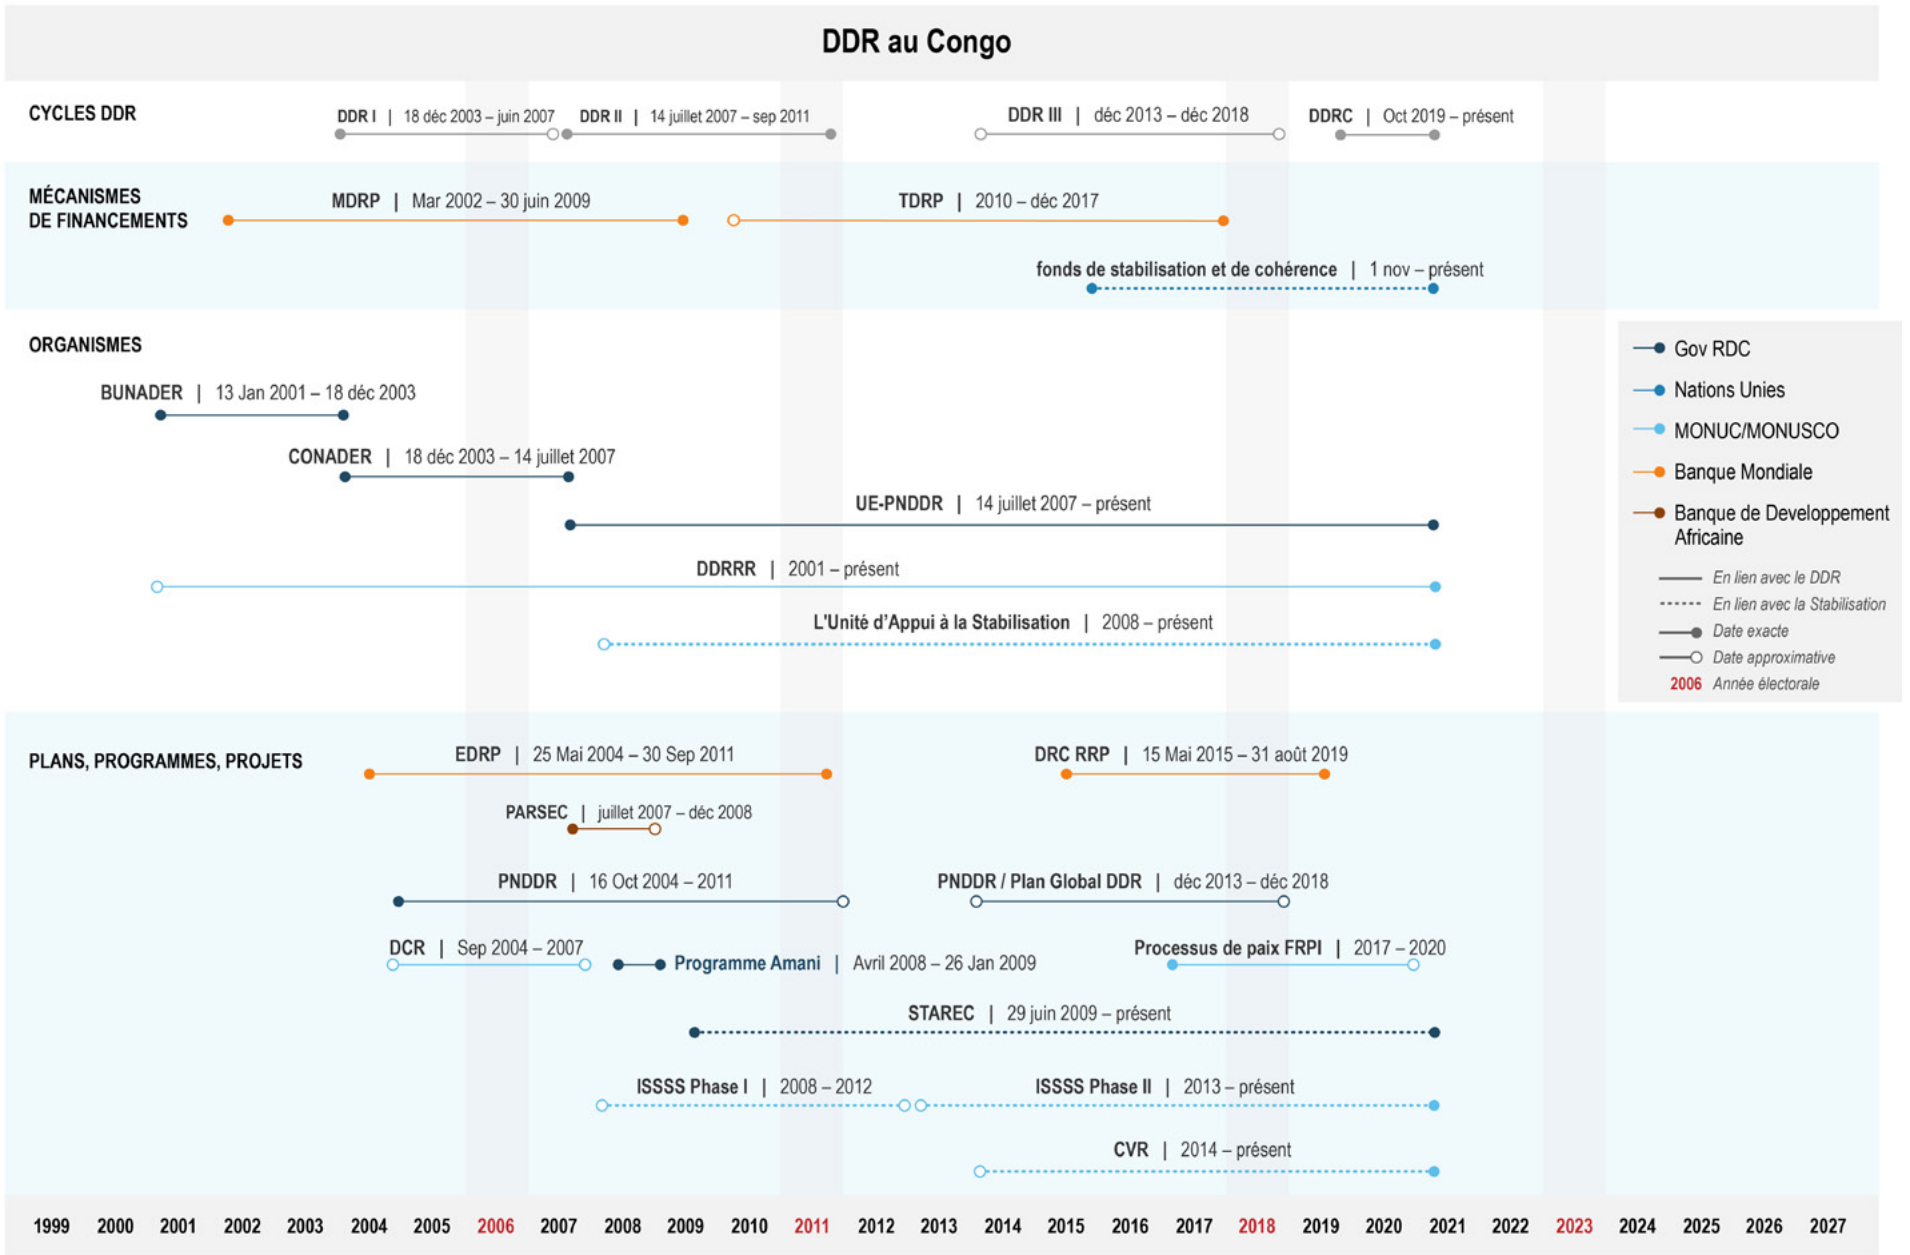 DDR au Congo
CYCLES DDR
DDR I | 18 déc 2003 – juin 2007
DDR II | 14 juillet 2007 – sep 2011
DDR III | déc 2013 – déc 2018
DDRC | Oct 2019 – présent
MÉCANISMES
DE FINANCEMENTS
MDRP | Mar 2002 – 30 juin 2009
TDRP | 2010 – déc 2017
fonds de stabilisation et de cohérence | 1 nov – présent
ORGANISMES
BUNADER | 13 Jan 2001 – 18 déc 2003
CONADER | 18 déc 2003 – 14 juillet 2007
UE-PNDDR | 14 juillet 2007 – présent
DDRRR | 2001 – présent
L'Unité d’Appui à la Stabilisation | 2008 – présent
Gov RDC
Nations Unies
MONUC/MONUSCO
Banque Mondiale
Banque de Developpement
Africaine
En lien avec le DDR
En lien avec la Stabilisation
Date exacte
Date approximative
2006 Année électorale
PLANS, PROGRAMMES, PROJETS
EDRP | 25 Mai 2004 – 30 Sep 2011
DRC RRP | 15 Mai 2015 – 31 août 2019
PARSEC | juillet 2007 – déc 2008
PNDDR | 16 Oct 2004 – 2011
PNDDR / Plan Global DDR | déc 2013 – déc 2018
DCR | Sep 2004 – 2007
Programme Amani | Avril 2008 – 26 Jan 2009
Processus de paix FRPI | 2017 – 2020
STAREC | 29 juin 2009 – présent
ISSSS Phase I | 2008 – 2012
ISSSS Phase II | 2013 – présent
CVR | 2014 – présent
1999 2000 2001 2002 2003 2004 2005 2006 2007 2008 2009 2010 2011 2012 2013 2014 2015 2016 2017 2018 2019 2020 2021 2022 2023 2024 2025 2026 2027